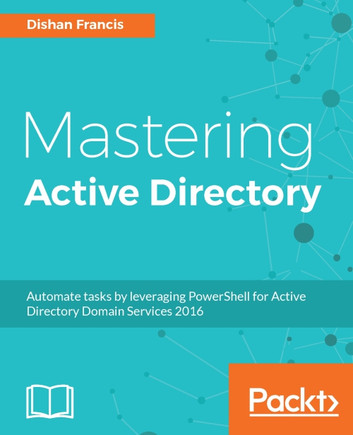 Dishan Francis
Mastering
Active Directory
Automate tasks by leveraging PowerShell for Active
Directory Domain Services 2016
Packt>